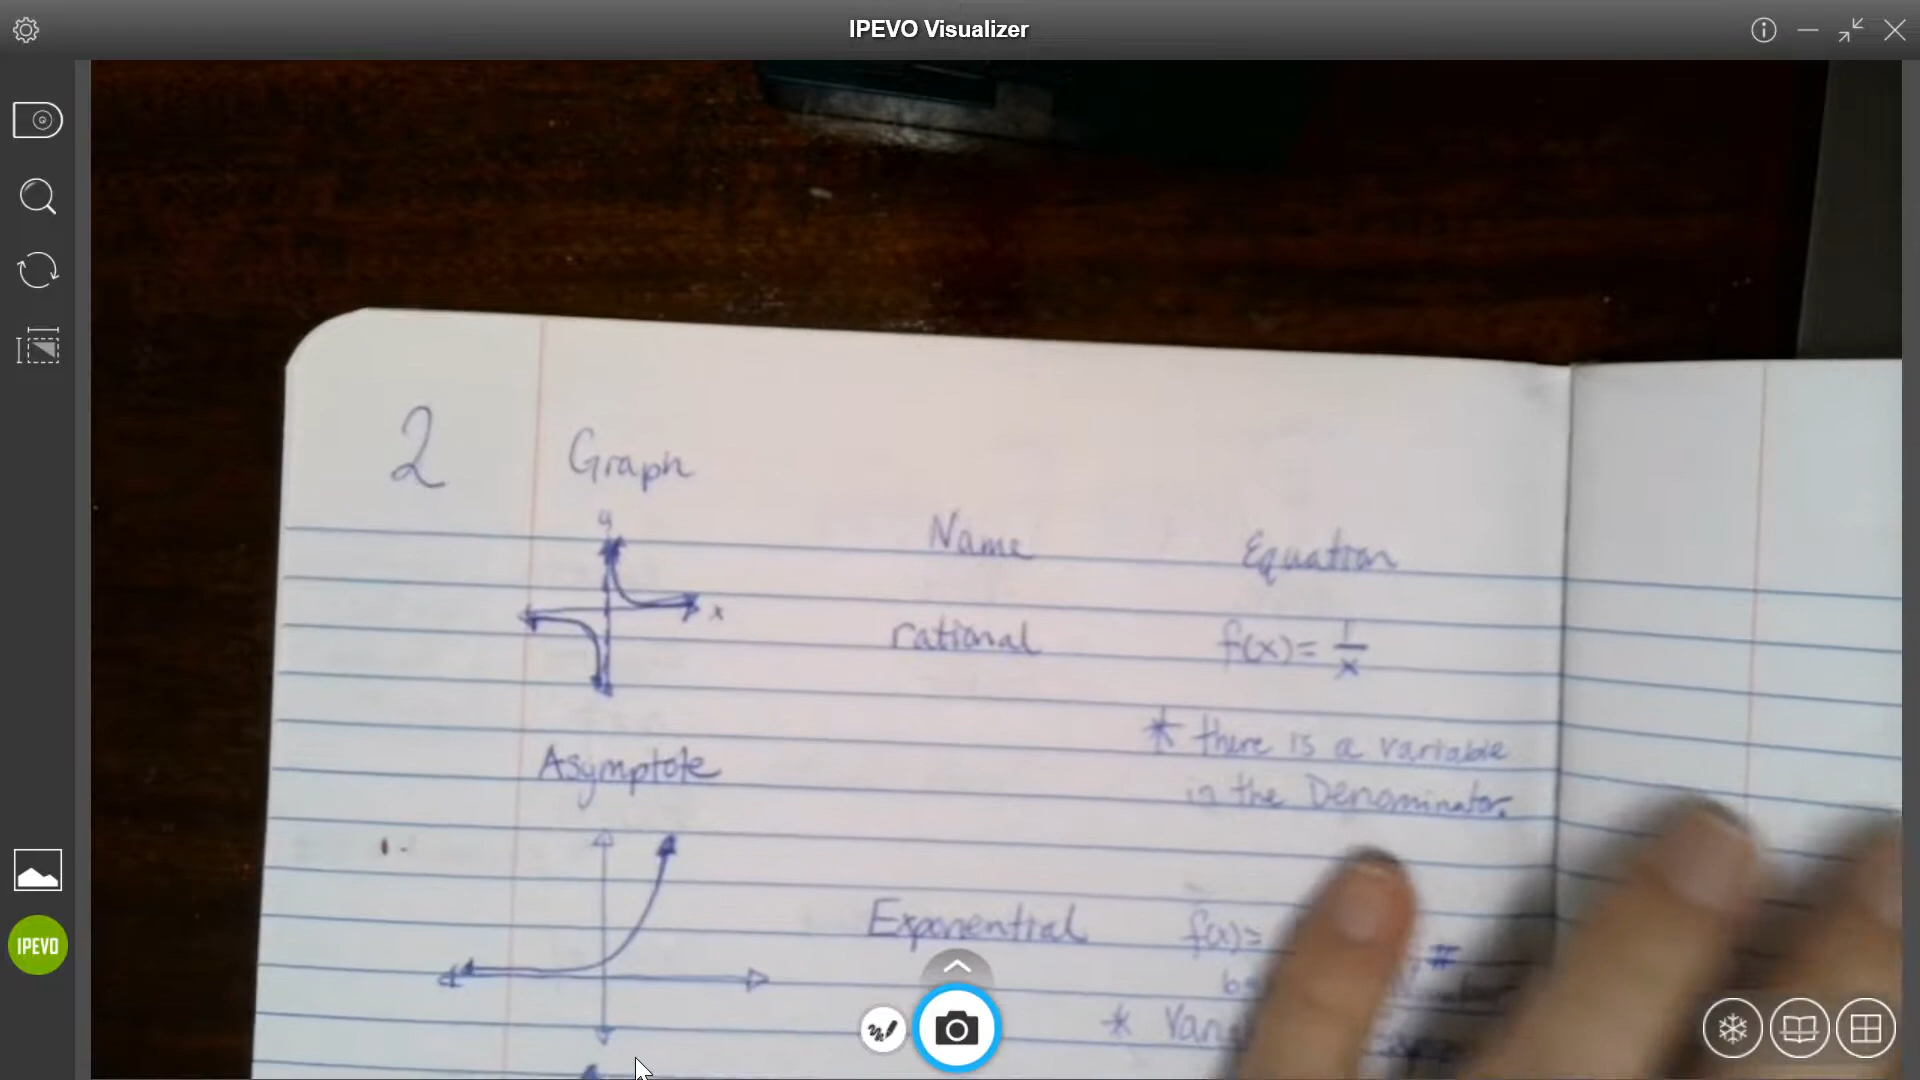 IPEVO Visualizer
2
Graph
y
Name
Equation
x
rational
f(x) = 1/x
* there is a variable
in the Denominator.
Asymptote
Exponential
f(x)=
#
*
IPEVO